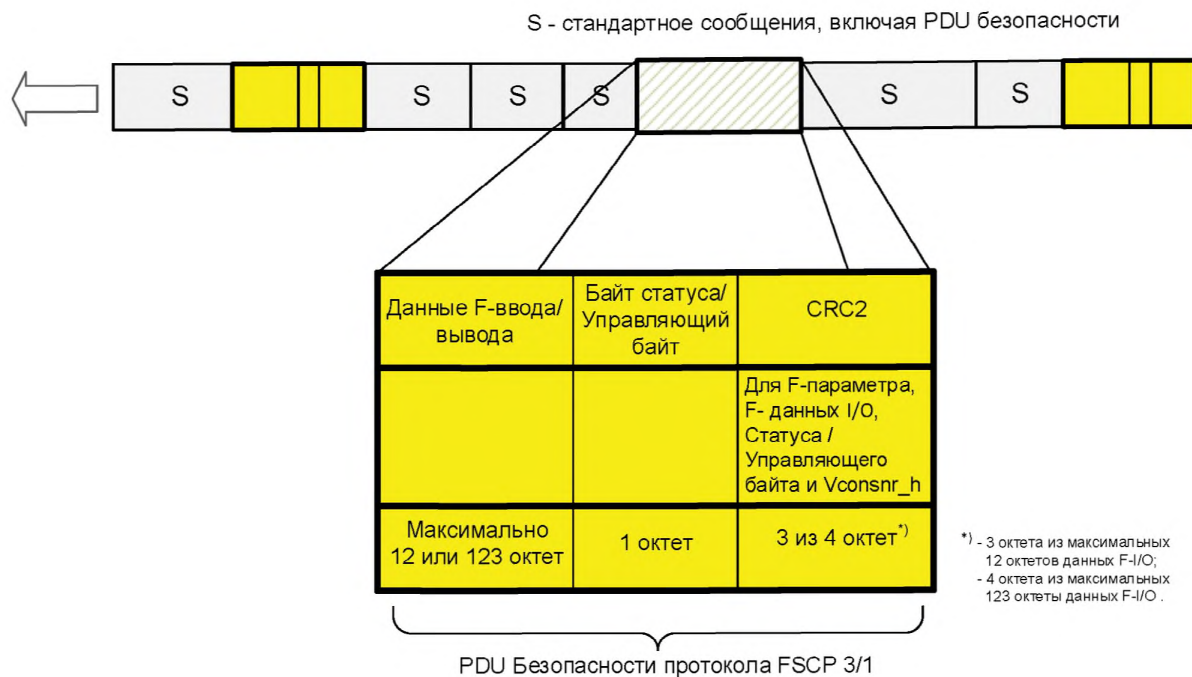 S - стандартное сообщения, включая PDU безопасности
S
S
S
S
S
S
Данные F-ввода/
вывода
Байт статуса/
Управляющий
байт
CRC2
Для F-параметра,
F- данных I/O,
Статуса /
Управляющего
байта и Vconsnr_h
Максимально
12 или 123 октет
1 октет
3 из 4 октет*)
*) - 3 октета из максимальных
12 октетов данных F-I/O;
- 4 октета из максимальных
123 октеты данных F-I/O .
PDU Безопасности протокола FSCP 3/1